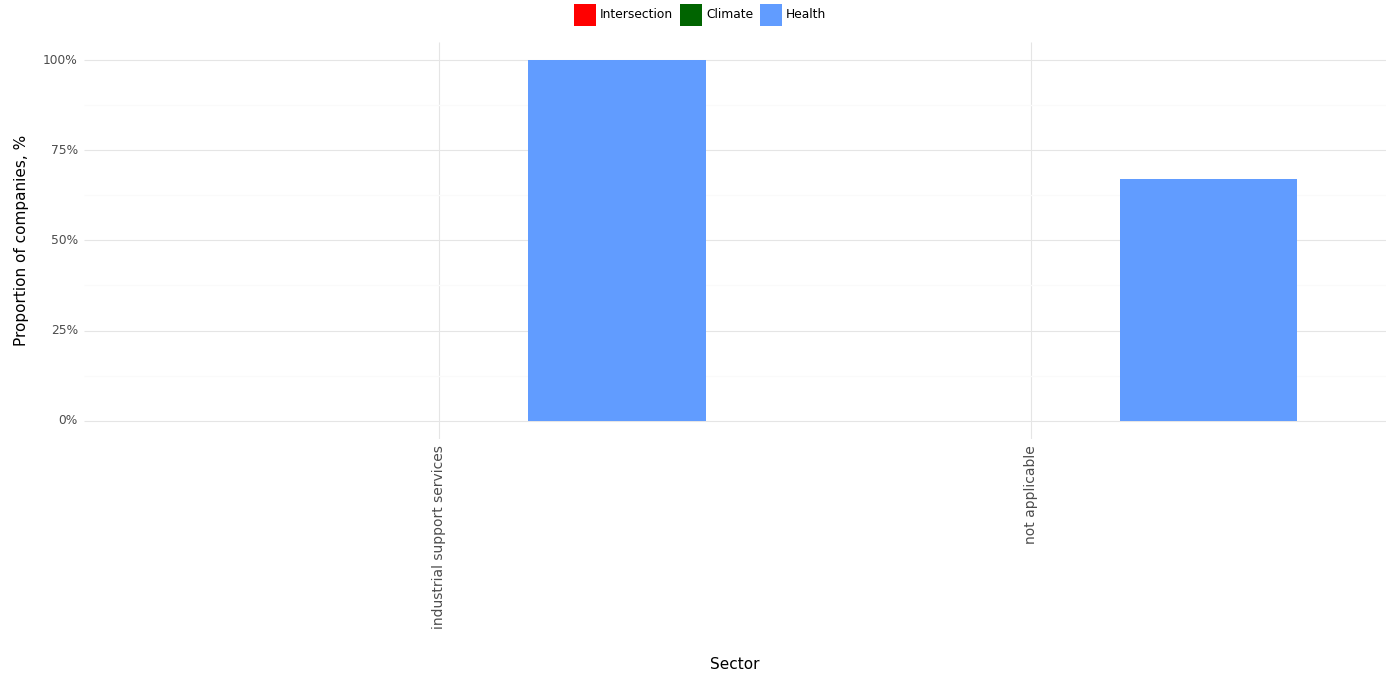 Intersection Climate Health
Proportion of companies, %
100%
75%
50%
25%
0%
industrial support services
not applicable
Sector